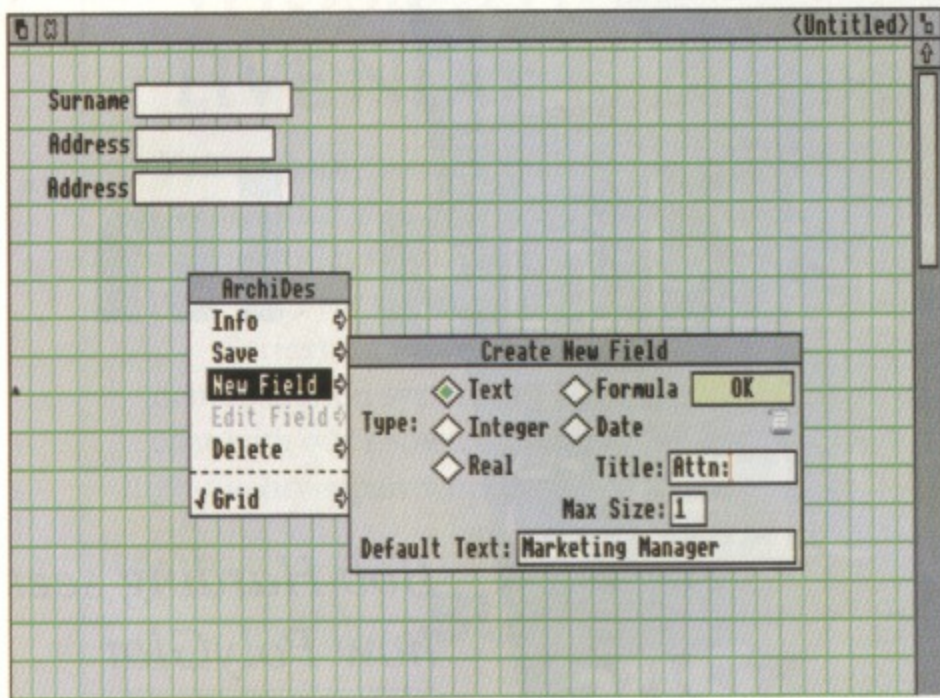 <Untitled>
Surname
Address
Address
ArchiDes
Info
Save
New Field
Edit Field
Delete
√ Grid
Create New Field
Type:
Text
Formula
OK
Integer
Date
Real
Title: Attn:
Max Size: 1
Default Text: Marketing Manager